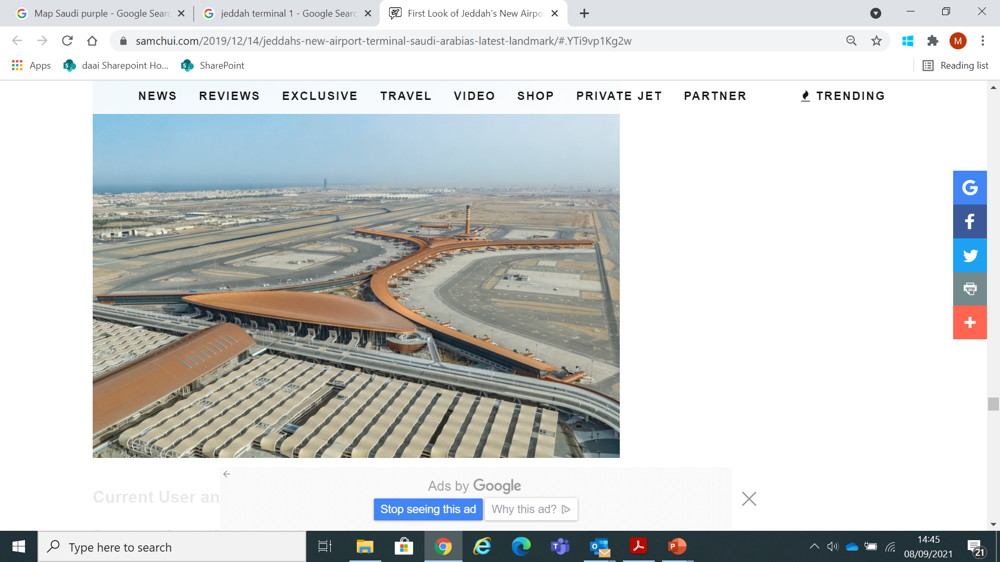 Map Saudi purple - Google Searc
jeddah terminal 1 - Google Searc
First Look of Jeddah’s New Airpo
samchui.com/2019/12/14/jeddahs-new-airport-terminal-saudi-arabias-latest-landmark/#.YTi9vp1Kg2w
M
Apps
daai Sharepoint Ho...
SharePoint
Reading list
NEWS REVIEWS EXCLUSIVE TRAVEL VIDEO SHOP PRIVATE JET PARTNER TRENDING
Current User an
Ads by Google
Stop seeing this ad
Why this ad?
Type here to search
14:45
08/09/2021
21